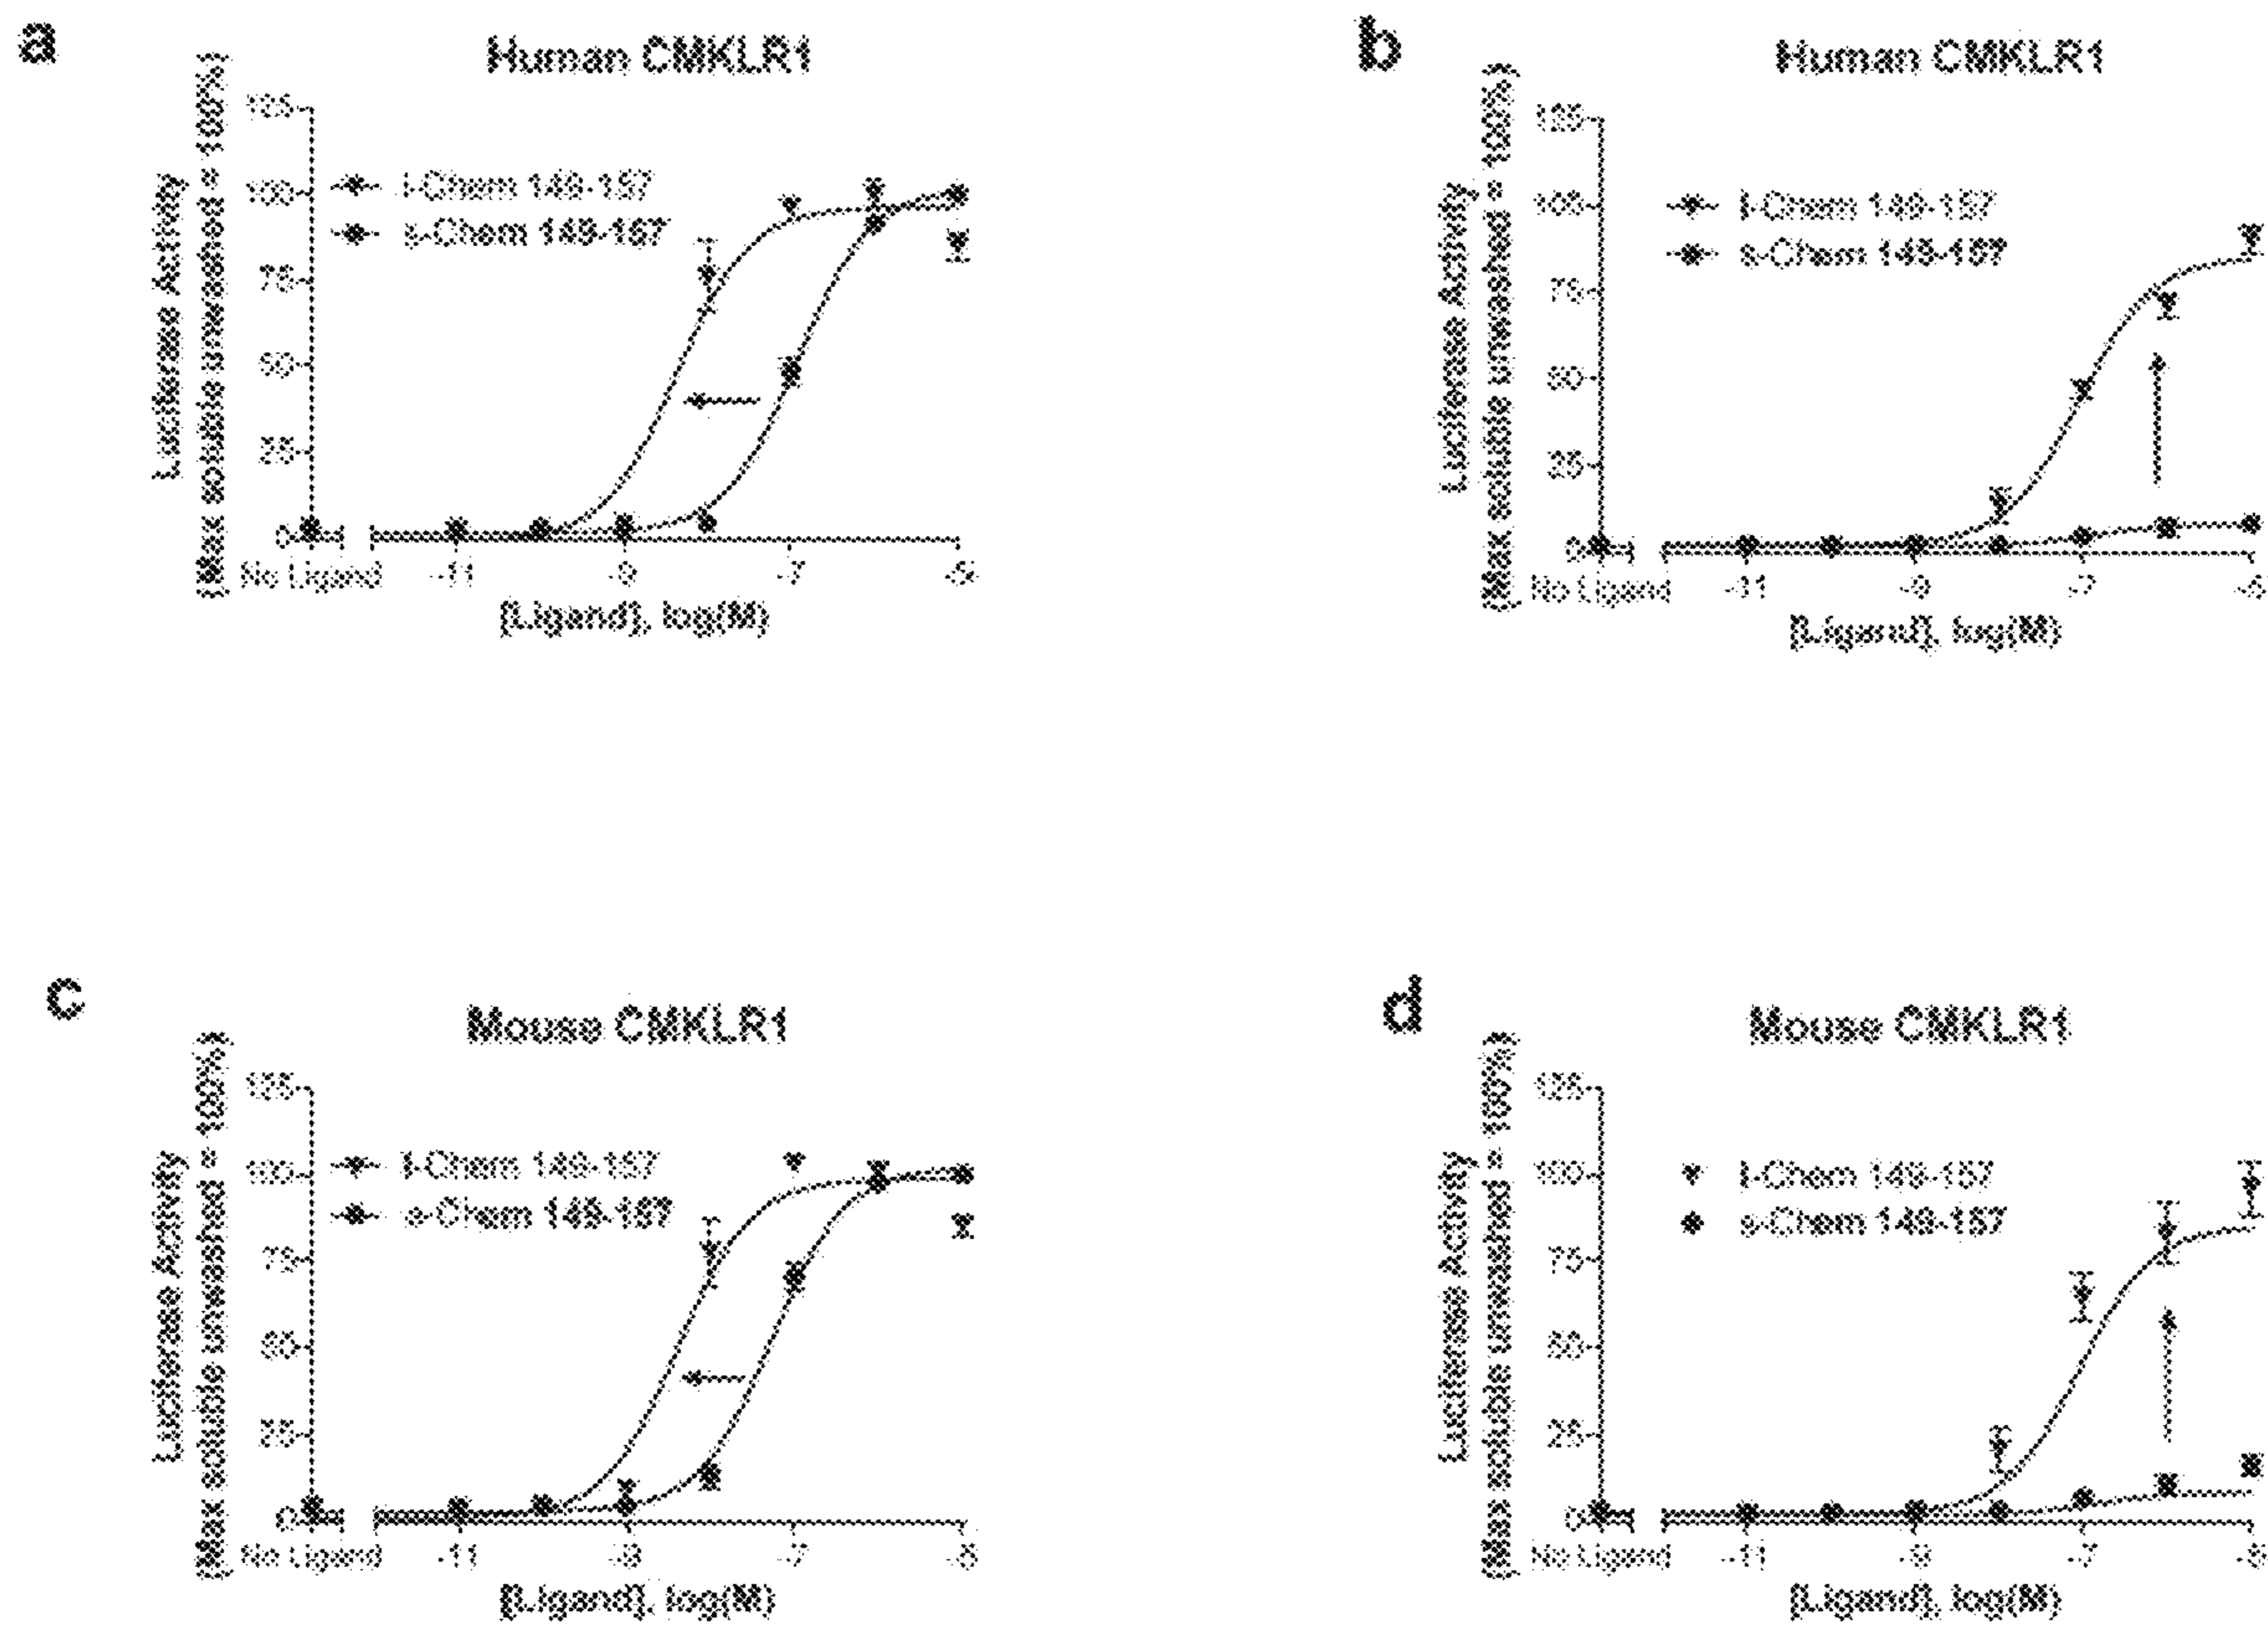 a
Human CMKLR1
Luciferase Activity
(Max soluble unwashed = 100%)
125
100
75
50
25
0
l-Chem 149-157
s-Chem 149-157
No Ligand
-11
-9
-7
-5
[Ligand], log(M)
b
Human CMKLR1
Luciferase Activity
(Max soluble unwashed = 100%)
125
100
75
50
25
0
l-Chem 149-157
s-Chem 149-157
No Ligand
-11
-9
-7
-5
[Ligand], log(M)
c
Mouse CMKLR1
Luciferase Activity
(Max soluble unwashed = 100%)
125
100
75
50
25
0
l-Chem 149-157
s-Chem 149-157
No Ligand
-11
-9
-7
-5
[Ligand], log(M)
d
Mouse CMKLR1
Luciferase Activity
(Max soluble unwashed = 100%)
125
100
75
50
25
0
l-Chem 149-157
s-Chem 149-157
No Ligand
-11
-9
-7
-5
[Ligand], log(M)